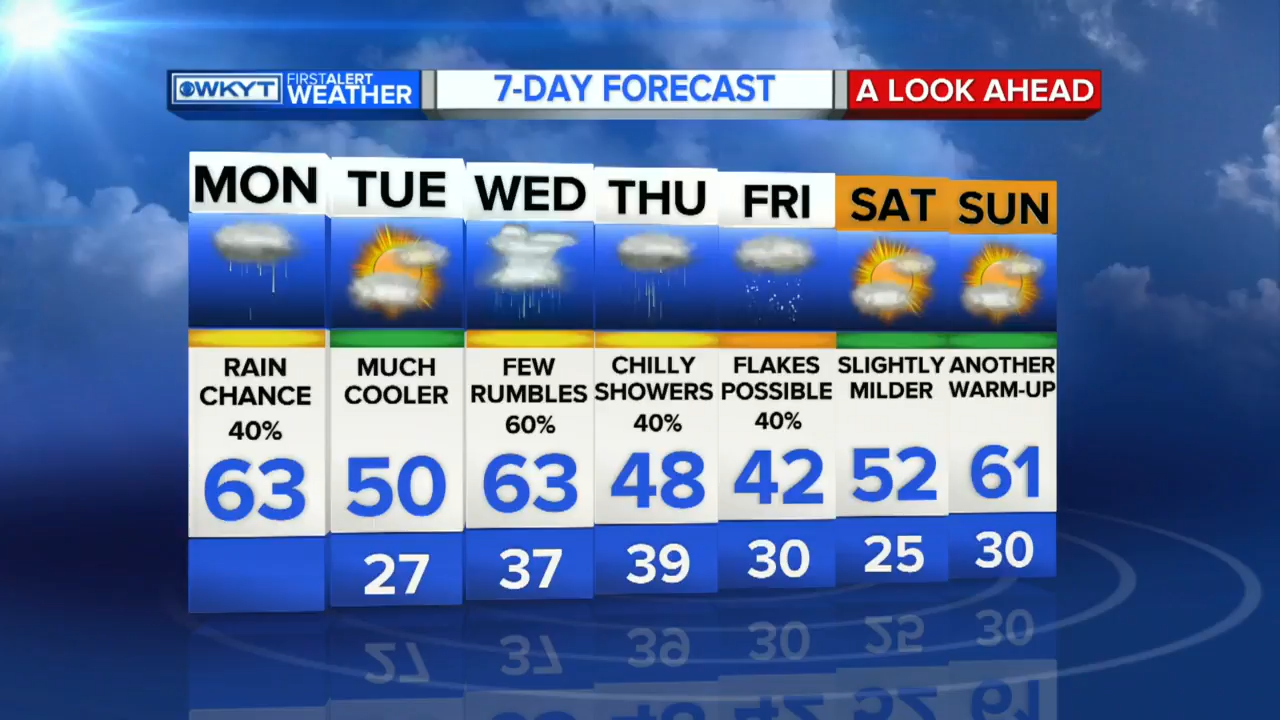 WKYT FIRST ALERT WEATHER
7-DAY FORECAST
A LOOK AHEAD
MON
RAIN
CHANCE
40%
63
TUE
MUCH
COOLER
50
27
WED
FEW
RUMBLES
60%
63
37
THU
CHILLY
SHOWERS
40%
48
39
FRI
FLAKES
POSSIBLE
40%
42
30
SAT
SLIGHTLY
MILDER
52
25
SUN
ANOTHER
WARM-UP
61
30